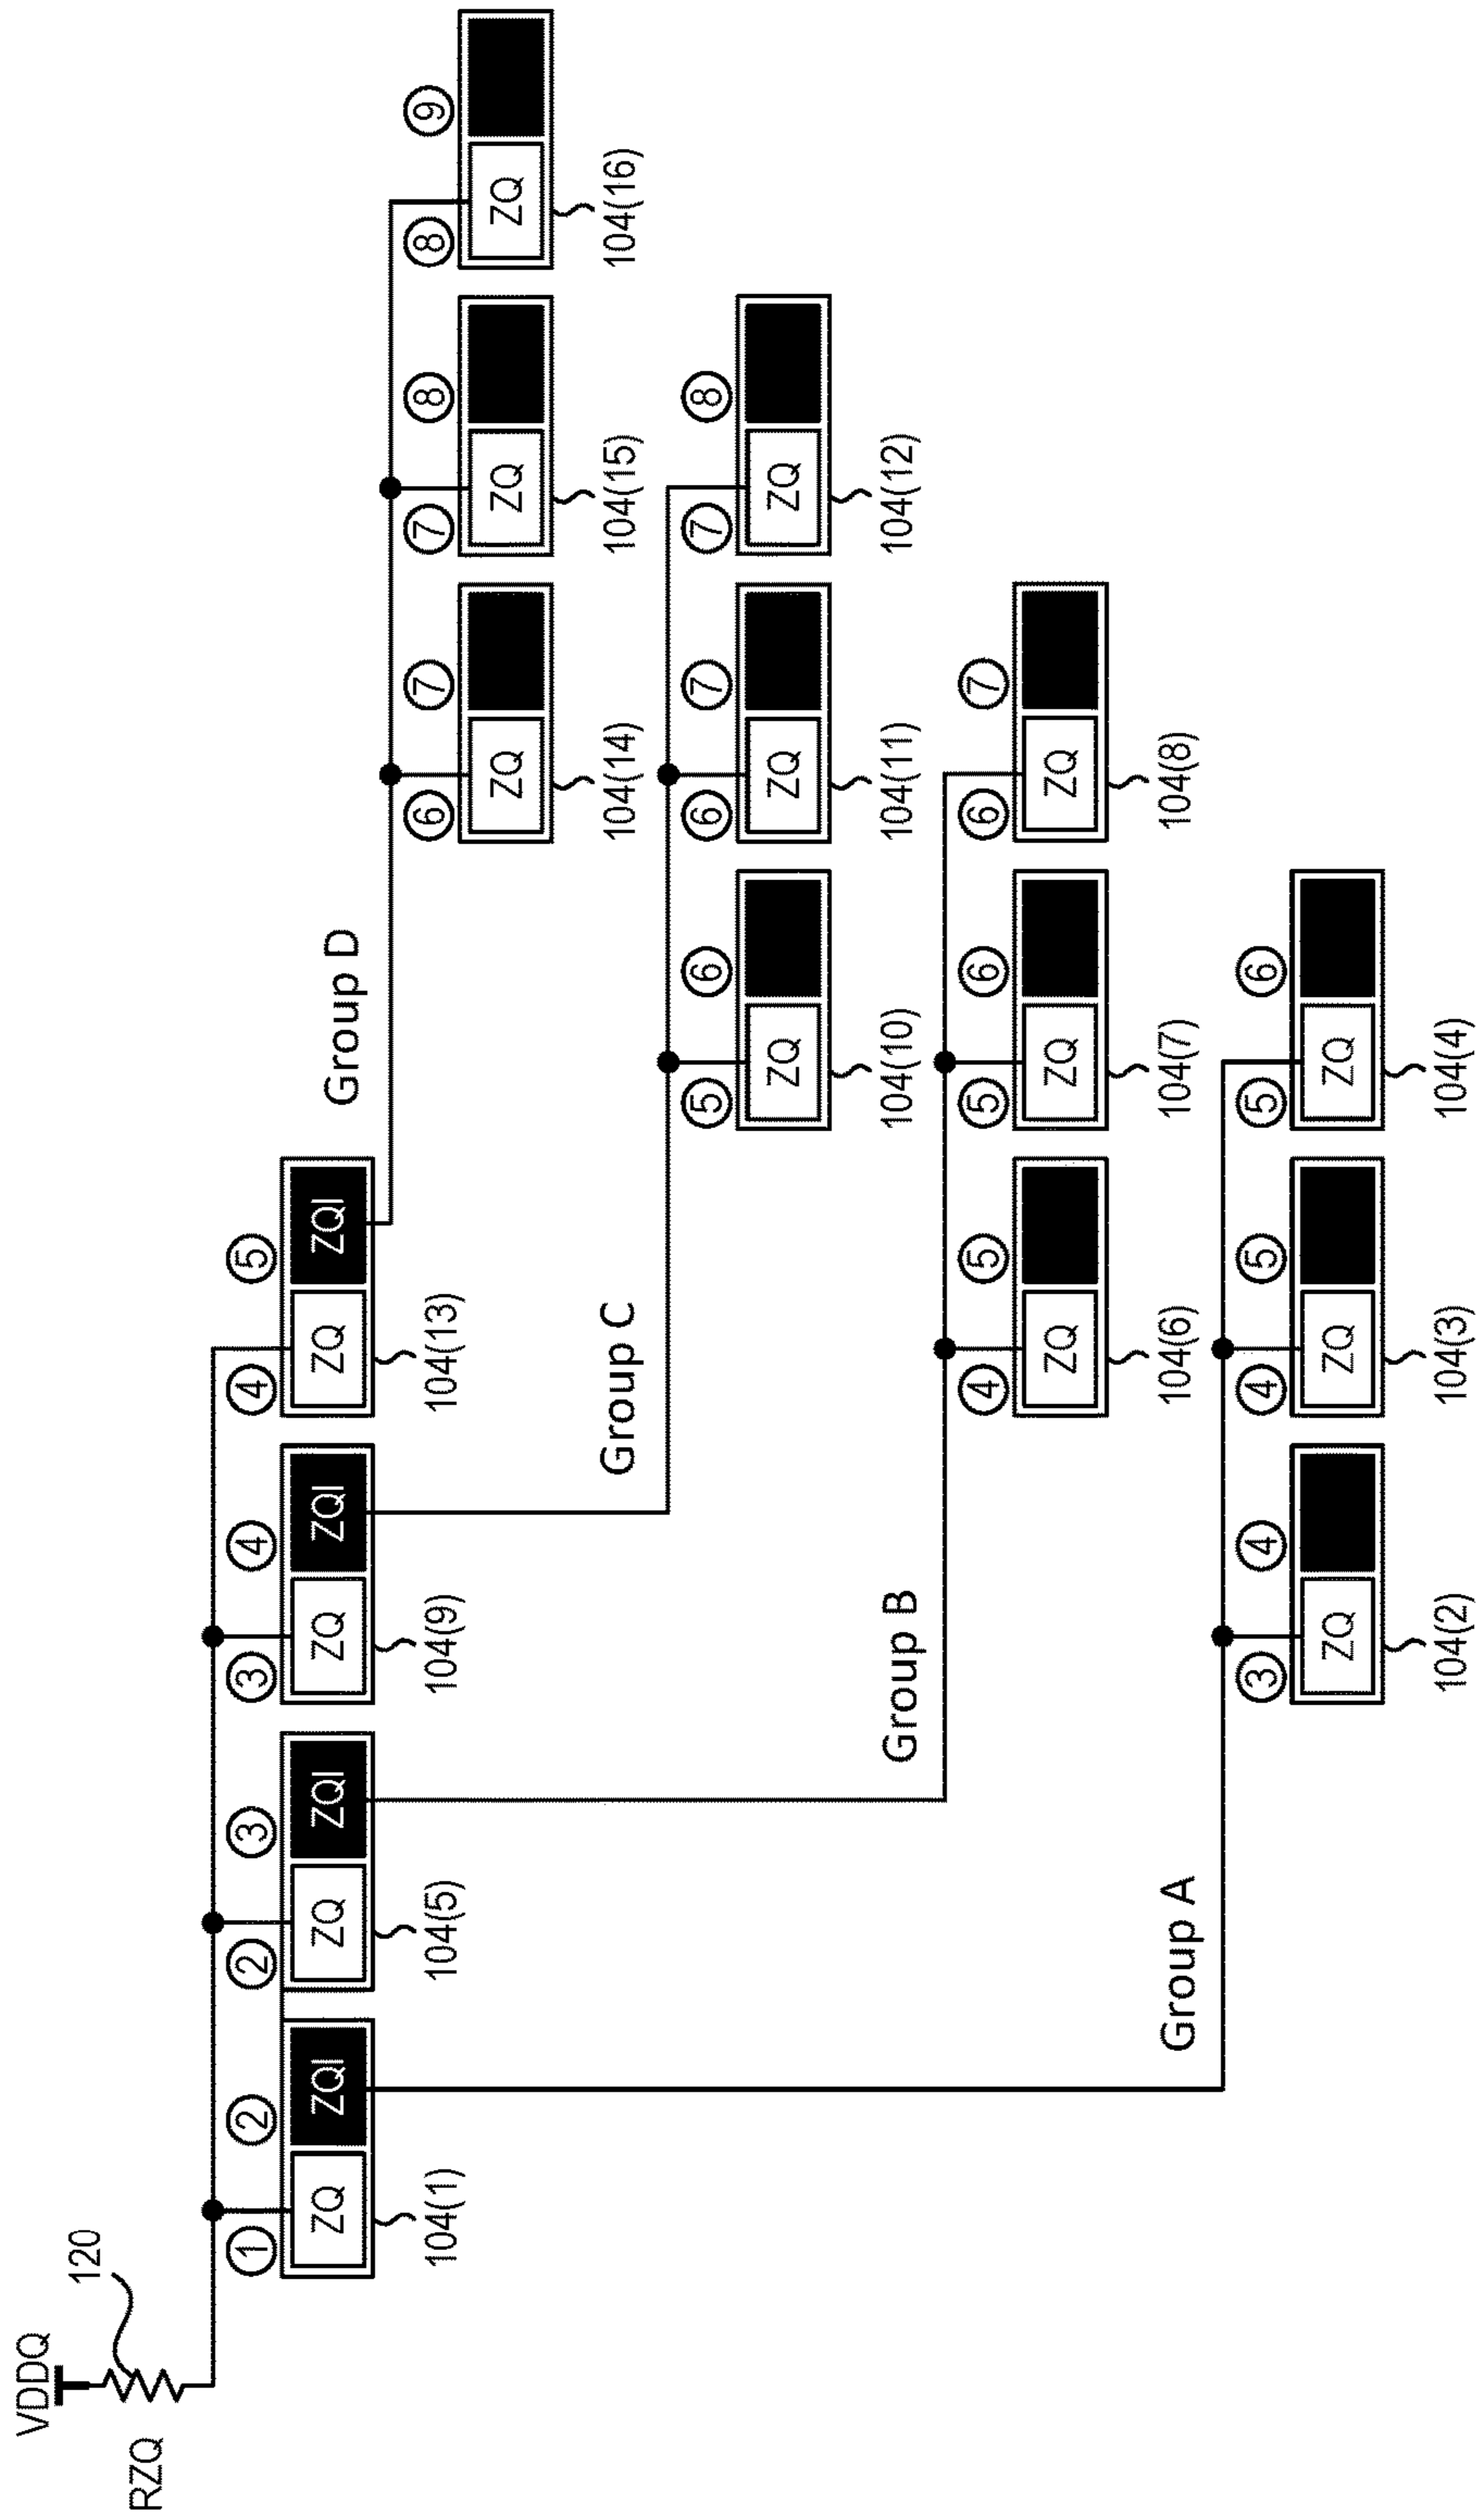 VDDQ
RZQ
120
① ② ② ③ ③ ④ ④ ⑤
ZQ ZQI ZQ ZQI ZQ ZQI ZQ ZQI
104(1) 104(5) 104(9) 104(13)
Group D
⑥ ⑦ ⑦ ⑧ ⑧ ⑨
ZQ ZQ ZQ
104(14) 104(15) 104(16)
Group C
⑤ ⑥ ⑥ ⑦ ⑦ ⑧
ZQ ZQ ZQ
104(10) 104(11) 104(12)
Group B
④ ⑤ ⑤ ⑥ ⑥ ⑦
ZQ ZQ ZQ
104(6) 104(7) 104(8)
Group A
③ ④ ④ ⑤ ⑤ ⑥
ZQ ZQ ZQ
104(2) 104(3) 104(4)